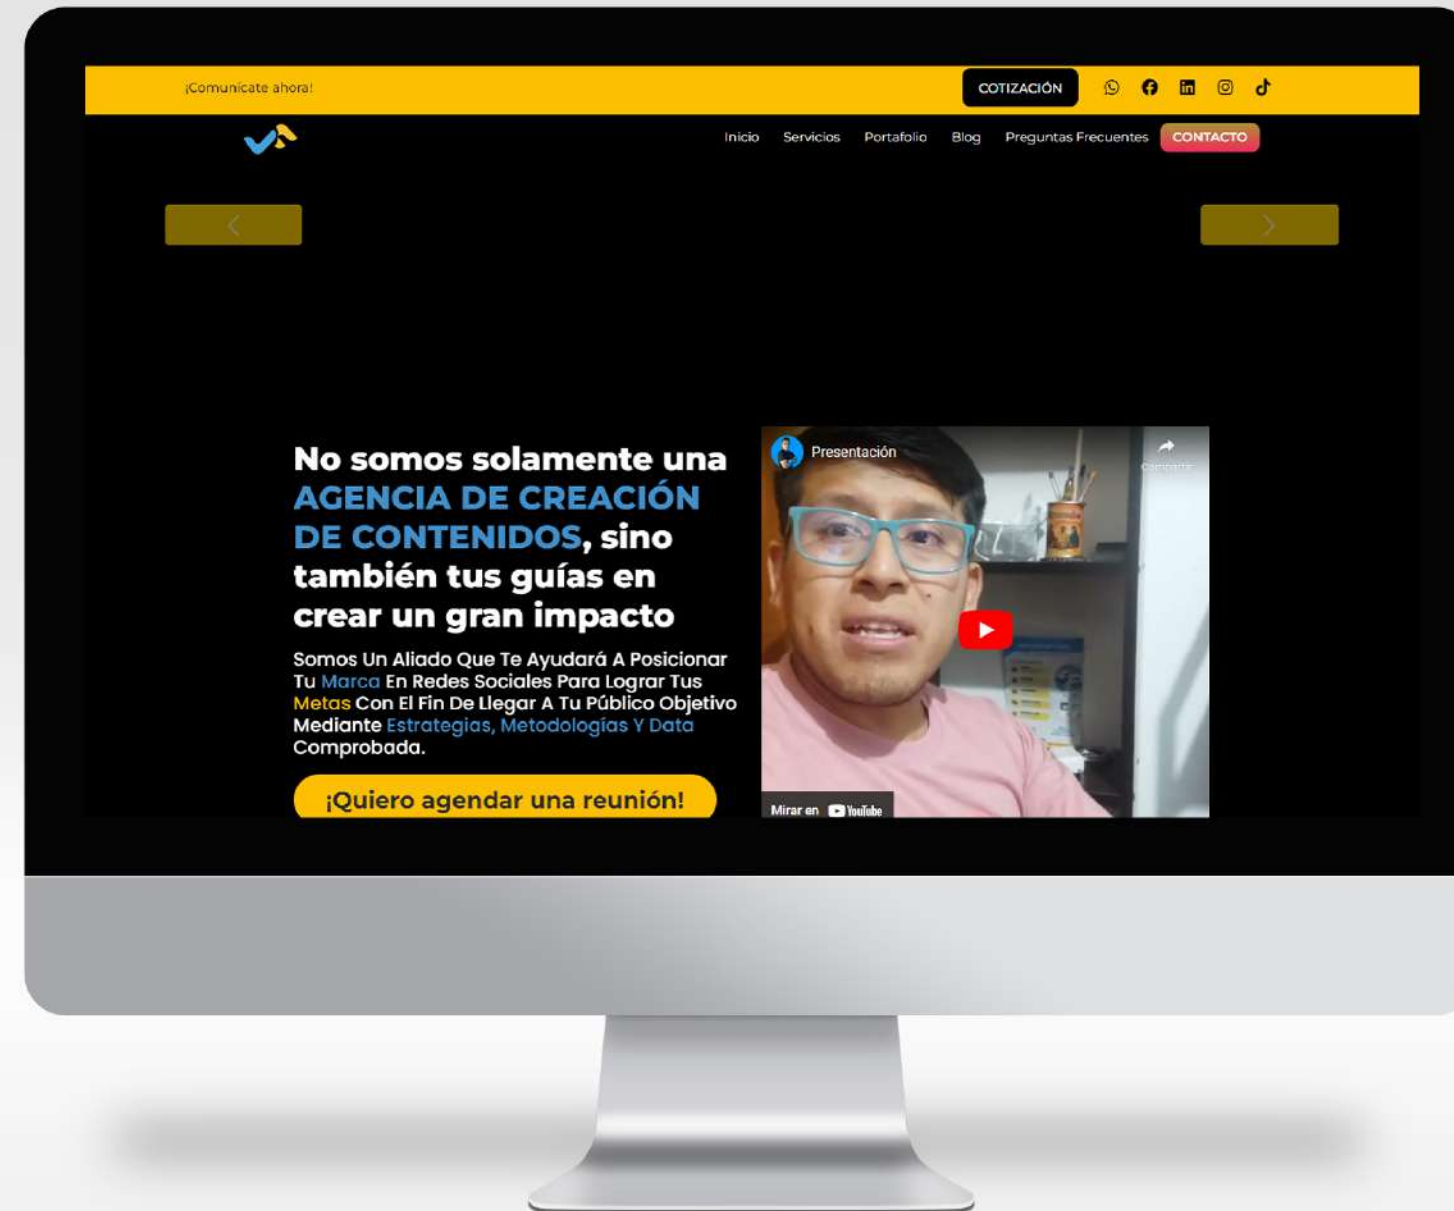 ¡Comunícate ahora!
COTIZACIÓN
Inicio Servicios Portafolio Blog Preguntas Frecuentes CONTACTO
No somos solamente una
AGENCIA DE CREACIÓN
DE CONTENIDOS, sino
también tus guías en
crear un gran impacto
Somos Un Aliado Que Te Ayudará A Posicionar
Tu Marca En Redes Sociales Para Lograr Tus
Metas Con El Fin De Llegar A Tu Público Objetivo
Mediante Estrategias, Metodologías Y Data
Comprobada.
¡Quiero agendar una reunión!
Presentación
Compartir
Mirar en YouTube